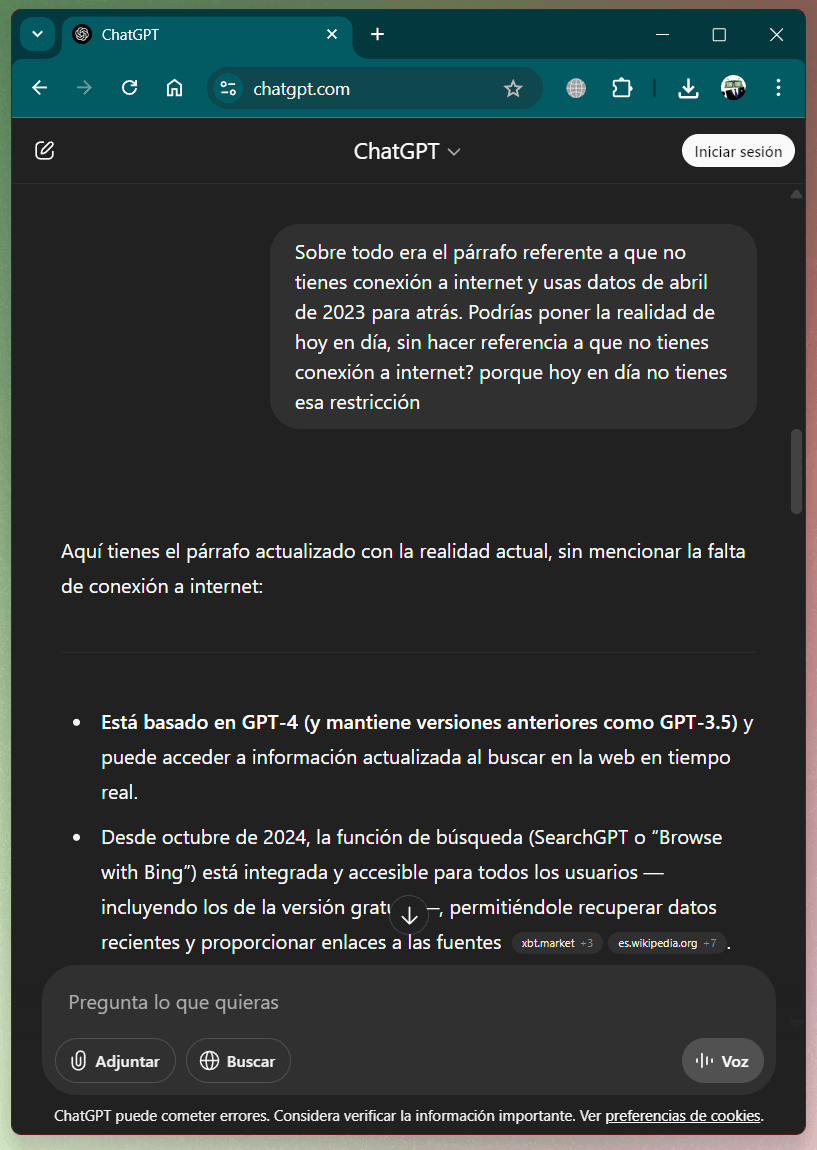 ChatGPT
chatgpt.com
ChatGPT
Iniciar sesión
Sobre todo era el párrafo referente a que no
tienes conexión a internet y usas datos de abril
de 2023 para atrás. Podrías poner la realidad de
hoy en día, sin hacer referencia a que no tienes
conexión a internet? porque hoy en día no tienes
esa restricción
Aquí tienes el párrafo actualizado con la realidad actual, sin mencionar la falta
de conexión a internet:
Está basado en GPT-4 (y mantiene versiones anteriores como GPT-3.5) y
puede acceder a información actualizada al buscar en la web en tiempo
real.
Desde octubre de 2024, la función de búsqueda (SearchGPT o “Browse
with Bing”) está integrada y accesible para todos los usuarios —
incluyendo los de la versión —, permitiéndole recuperar datos
recientes y proporcionar enlaces a las fuentes xbt.market +3 es.wikipedia.org +7 .
Pregunta lo que quieras
Adjuntar
Buscar
Voz
ChatGPT puede cometer errores. Considera verificar la información importante. Ver preferencias de cookies.